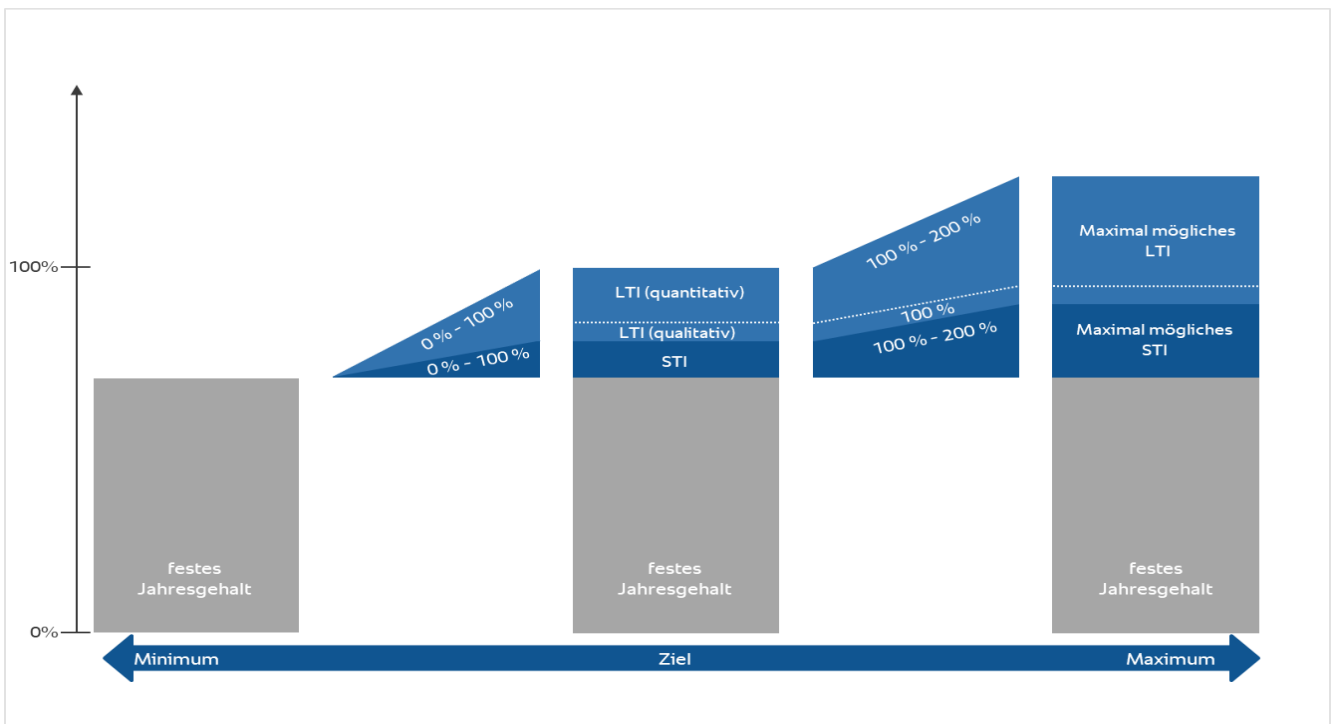 100%
0%
festes
Jahresgehalt
0 % - 100 %
0 % - 100 %
LTI (quantitativ)
LTI (qualitativ)
STI
festes
Jahresgehalt
100 % - 200 %
100 %
100 % - 200 %
Maximal mögliches
LTI
Maximal mögliches
STI
festes
Jahresgehalt
Minimum
Ziel
Maximum